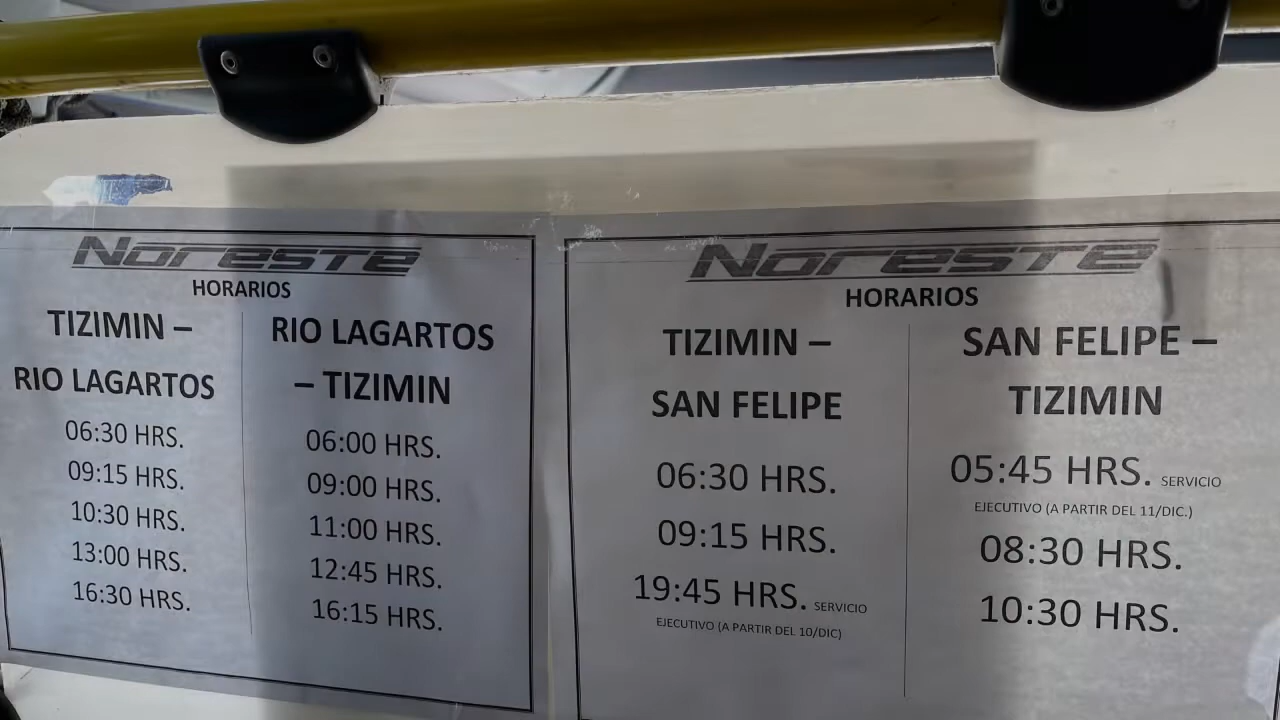 Noreste
HORARIOS
TIZIMIN –
RIO LAGARTOS
06:30 HRS.
09:15 HRS.
10:30 HRS.
13:00 HRS.
16:30 HRS.
RIO LAGARTOS
– TIZIMIN
06:00 HRS.
09:00 HRS.
11:00 HRS.
12:45 HRS.
16:15 HRS.
Noreste
HORARIOS
TIZIMIN –
SAN FELIPE
06:30 HRS.
09:15 HRS.
19:45 HRS. SERVICIO
EJECUTIVO (A PARTIR DEL 10/DIC)
SAN FELIPE –
TIZIMIN
05:45 HRS. SERVICIO
EJECUTIVO (A PARTIR DEL 11/DIC.)
08:30 HRS.
10:30 HRS.